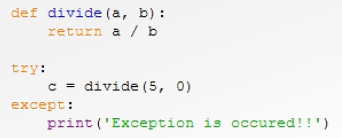 def divide(a, b):
    return a / b
try:
    c = divide(5, 0)
except:
    print('Exception is occured!!')